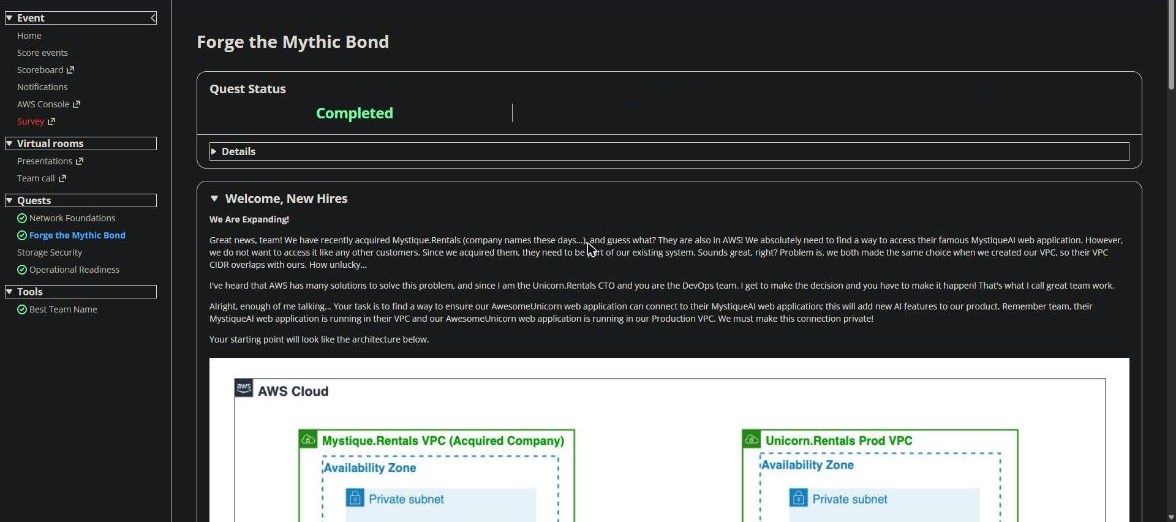 Event
Home
Score events
Scoreboard
Notifications
AWS Console
Survey
Virtual rooms
Presentations
Team call
Quests
Network Foundations
Forge the Mythic Bond
Storage Security
Operational Readiness
Tools
Best Team Name
Forge the Mythic Bond
Quest Status
Completed
Details
Welcome, New Hires
We Are Expanding!
Great news, team! We have recently acquired Mystique.Rentals (company names these days...), and guess what? They are also in AWS! We absolutely need to find a way to access their famous MystiqueAI web application. However,
we do not want to access it like any other customers. Since we acquired them, they need to be part of our existing system. Sounds great, right? Problem is, we both made the same choice when we created our VPC, so their VPC
CIDR overlaps with ours. How unlucky...
I've heard that AWS has many solutions to solve this problem, and since I am the Unicorn.Rentals CTO and you are the DevOps team. I get to make the decision and you have to make it happen! That's what I call great team work.
Alright, enough of me talking... Your task is to find a way to ensure our AwesomeUnicorn web application can connect to their MystiqueAI web application; this will add new AI features to our product. Remember team, their
MystiqueAI web application is running in their VPC and our AwesomeUnicorn web application is running in our Production VPC. We must make this connection private!
Your starting point will look like the architecture below.
aws
AWS Cloud
Mystique.Rentals VPC (Acquired Company)
Unicorn.Rentals Prod VPC
Availability Zone
Availability Zone
Private subnet
Private subnet